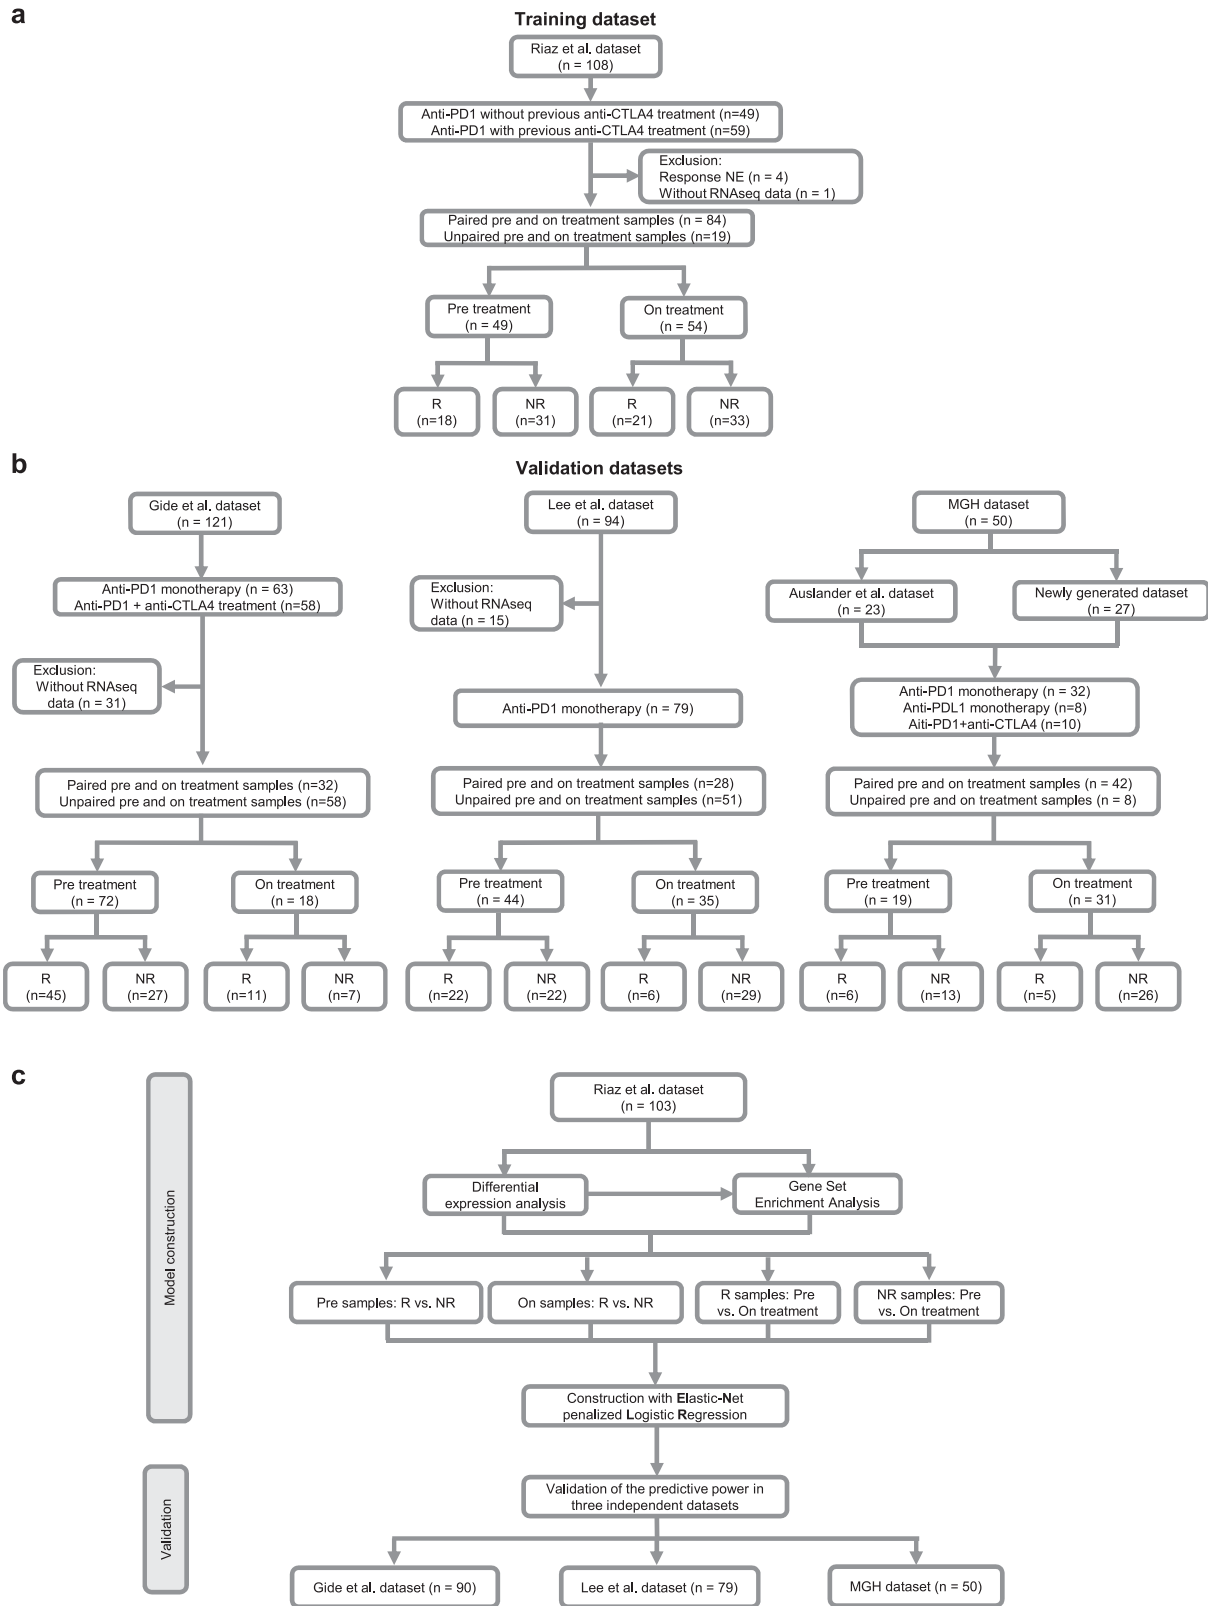 a
Training dataset
Riaz et al. dataset
(n = 108)
Anti-PD1 without previous anti-CTLA4 treatment (n=49)
Anti-PD1 with previous anti-CTLA4 treatment (n=59)
Exclusion:
Response NE (n = 4)
Without RNAseq data (n = 1)
Paired pre and on treatment samples (n = 84)
Unpaired pre and on treatment samples (n=19)
Pre treatment
(n = 49)
On treatment
(n = 54)
R
(n=18)
NR
(n=31)
R
(n=21)
NR
(n=33)
b
Validation datasets
Gide et al. dataset
(n = 121)
Anti-PD1 monotherapy (n = 63)
Anti-PD1 + anti-CTLA4 treatment (n=58)
Exclusion:
Without RNAseq
data (n = 31)
Paired pre and on treatment samples (n=32)
Unpaired pre and on treatment samples (n=58)
Pre treatment
(n = 72)
On treatment
(n = 18)
R
(n=45)
NR
(n=27)
R
(n=11)
NR
(n=7)
Lee et al. dataset
(n = 94)
Exclusion:
Without RNAseq
data (n = 15)
Anti-PD1 monotherapy (n = 79)
Paired pre and on treatment samples (n=28)
Unpaired pre and on treatment samples (n=51)
Pre treatment
(n = 44)
On treatment
(n = 35)
R
(n=22)
NR
(n=22)
R
(n=6)
NR
(n=29)
MGH dataset
(n = 50)
Auslander et al. dataset
(n = 23)
Newly generated dataset
(n = 27)
Anti-PD1 monotherapy (n = 32)
Anti-PDL1 monotherapy (n=8)
Aiti-PD1+anti-CTLA4 (n=10)
Paired pre and on treatment samples (n = 42)
Unpaired pre and on treatment samples (n = 8)
Pre treatment
(n = 19)
On treatment
(n = 31)
R
(n=6)
NR
(n=13)
R
(n=5)
NR
(n=26)
c
Model construction
Riaz et al. dataset
(n = 103)
Differential
expression analysis
Gene Set
Enrichment Analysis
Pre samples: R vs. NR
On samples: R vs. NR
R samples: Pre
vs. On treatment
NR samples: Pre
vs. On treatment
Construction with Elastic-Net
penalized Logistic Regression
Validation
Validation of the predictive power in
three independent datasets
Gide et al. dataset (n = 90)
Lee et al. dataset (n = 79)
MGH dataset (n = 50)